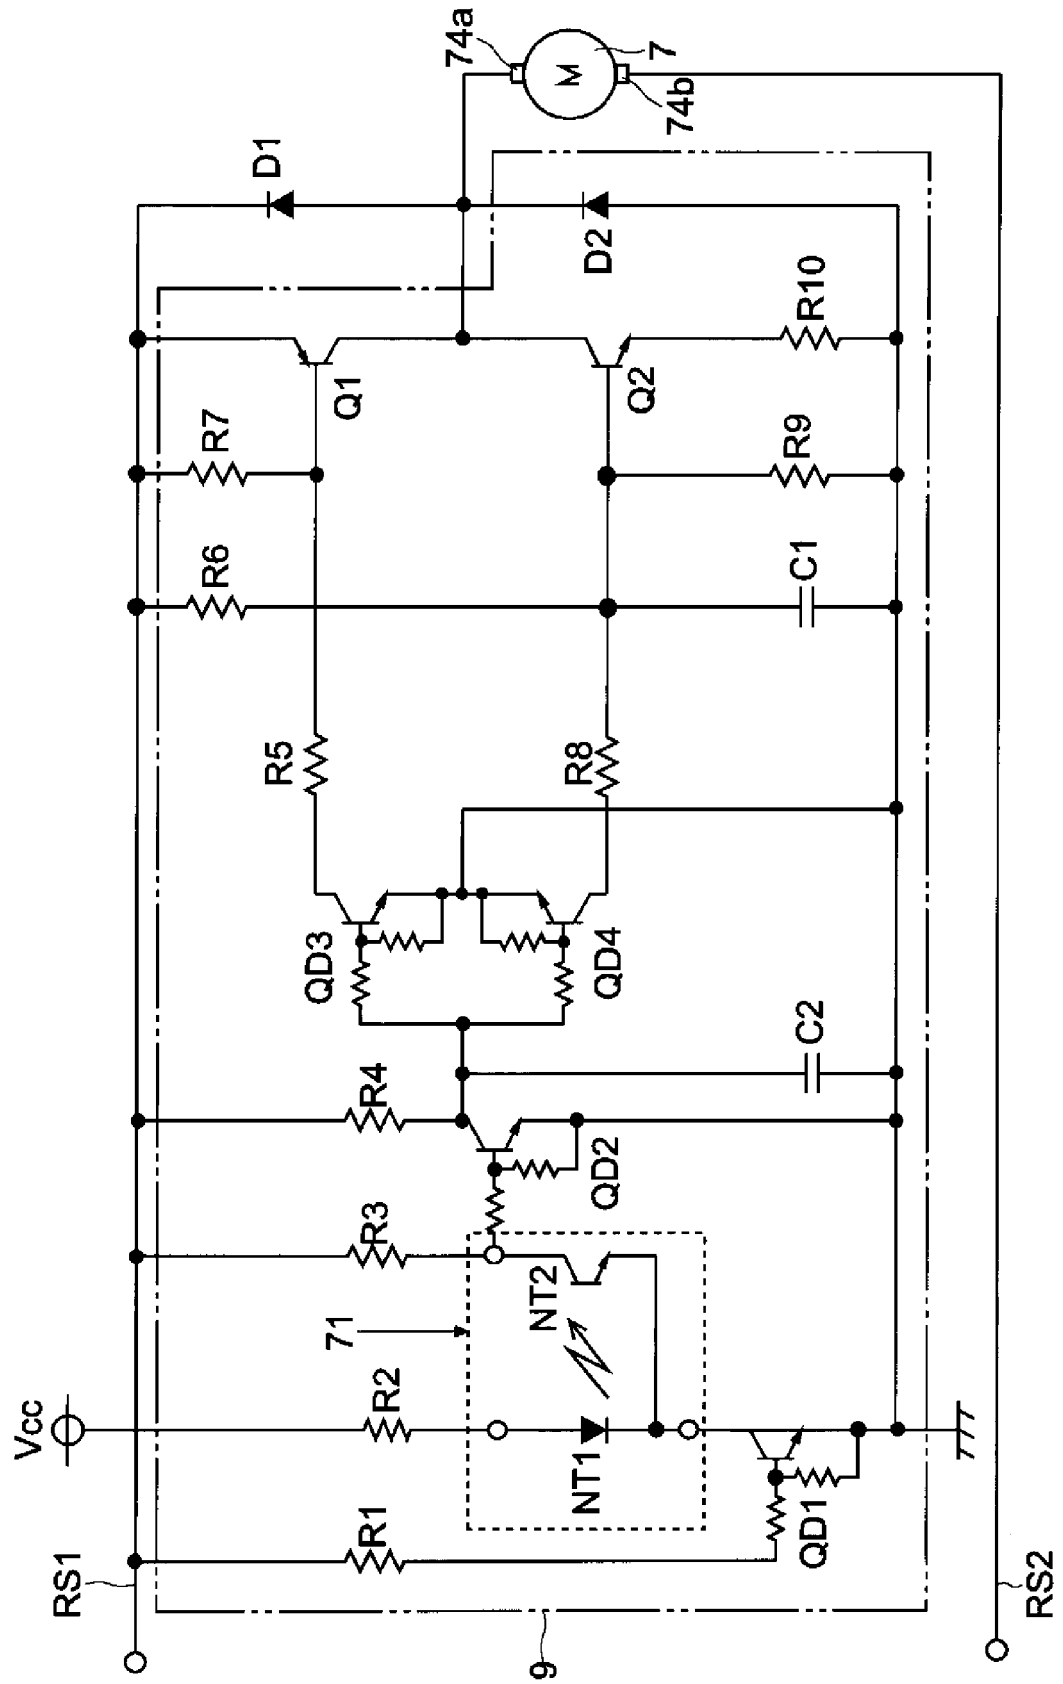 74a
M
7
74b
D1
D2
R10
Q1
Q2
R7
R9
R6
C1
R5
R8
QD3
QD4
C2
R4
QD2
R3
71
NT2
Vcc
R2
NT1
R1
QD1
RS1
RS2
9